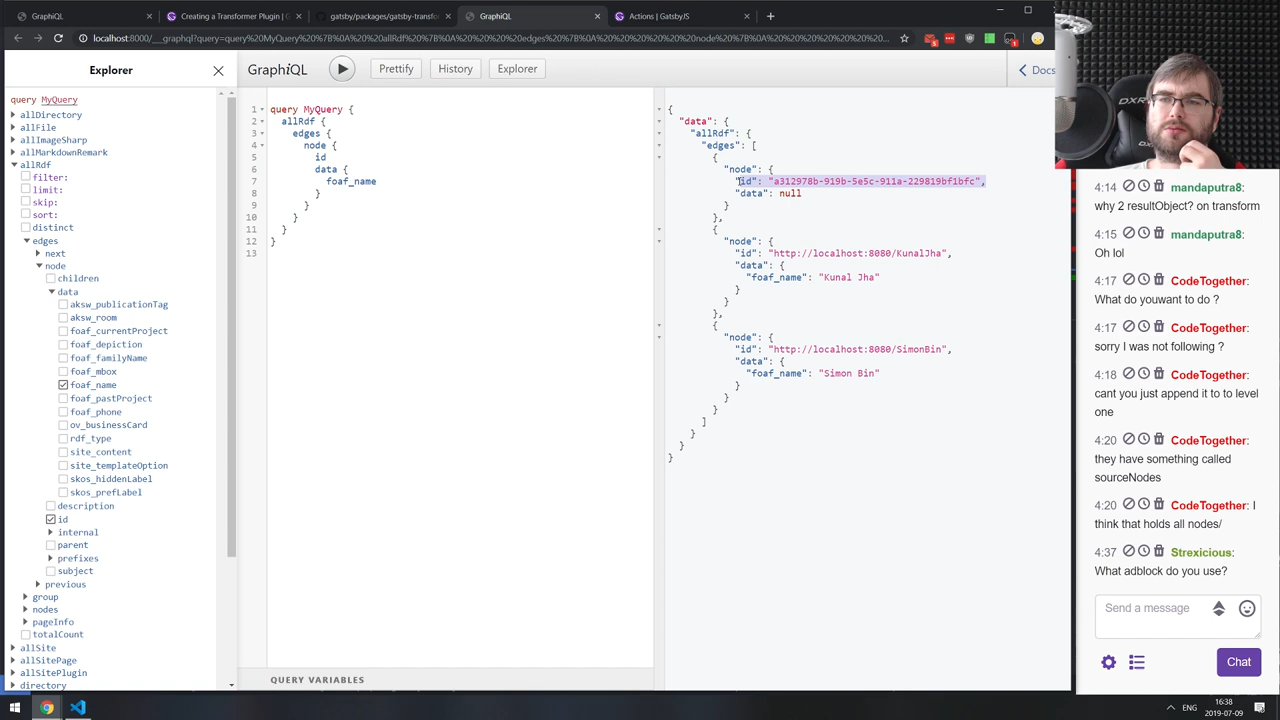 GraphiQL
Creating a Transformer Plugin | G
gatsby/packages/gatsby-transfo
GraphiQL
Actions | GatsbyJS
localhost:8000/___graphql?query=query%20MyQuery%20%7B%0A%20%20allRdf%20%7B%0A%20%20%20%20edges%20%7B%0A%20%20%20%20%20%20node%20%7B%0A%20%20%20%20%20%20%20%20...
Explorer
GraphiQL
Prettify
History
Explorer
Docs
query MyQuery
allDirectory
allFile
allImageSharp
allMarkdownRemark
allRdf
filter:
limit:
skip:
sort:
distinct
edges
next
node
children
data
aksw_publicationTag
aksw_room
foaf_currentProject
foaf_depiction
foaf_familyName
foaf_mbox
foaf_name
foaf_pastProject
foaf_phone
ov_businessCard
rdf_type
site_content
site_templateOption
skos_hiddenLabel
skos_prefLabel
description
id
internal
parent
prefixes
subject
previous
group
nodes
pageInfo
totalCount
allSite
allSitePage
allSitePlugin
directory
1 query MyQuery {
2 allRdf {
3 edges {
4 node {
5 id
6 data {
7 foaf_name
8 }
9 }
10 }
11 }
12 }
13
QUERY VARIABLES
{
"data": {
"allRdf": {
"edges": [
{
"node": {
"id": "a312978b-919b-5e5c-911a-229819bf1bfc",
"data": null
}
},
{
"node": {
"id": "http://localhost:8080/KunalJha",
"data": {
"foaf_name": "Kunal Jha"
}
}
},
{
"node": {
"id": "http://localhost:8080/SimonBin",
"data": {
"foaf_name": "Simon Bin"
}
}
}
]
}
}
}
DXR
4:14 mandaputra8:
why 2 resultObject? on transform
4:15 mandaputra8:
Oh lol
4:17 CodeTogether:
What do youwant to do ?
4:17 CodeTogether:
sorry I was not following ?
4:18 CodeTogether:
cant you just append it to to level
one
4:20 CodeTogether:
they have something called
sourceNodes
4:20 CodeTogether: I
think that holds all nodes/
4:37 Strexicious:
What adblock do you use?
Send a message
Chat
ENG
16:38
2019-07-09